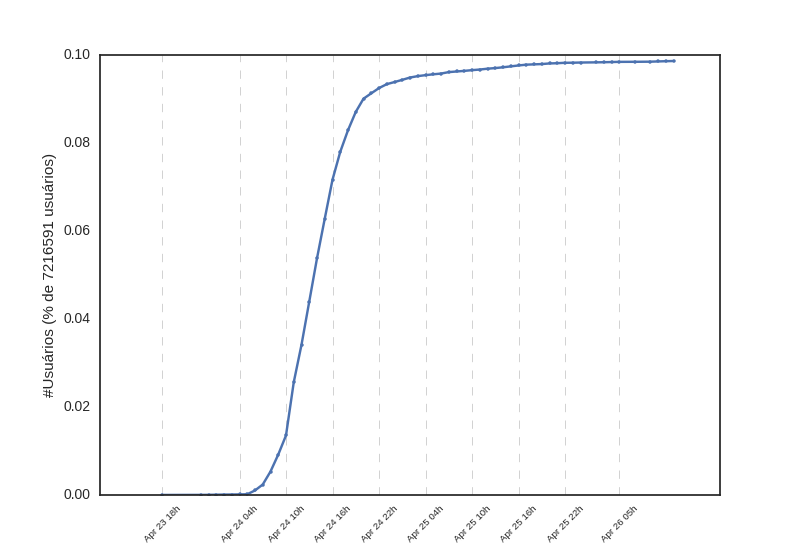 0.10
0.08
0.06
0.04
0.02
0.00
#Usuários (% de 7216591 usuários)
Apr 23 18h
Apr 24 04h
Apr 24 10h
Apr 24 16h
Apr 24 22h
Apr 25 04h
Apr 25 10h
Apr 25 16h
Apr 25 22h
Apr 26 05h